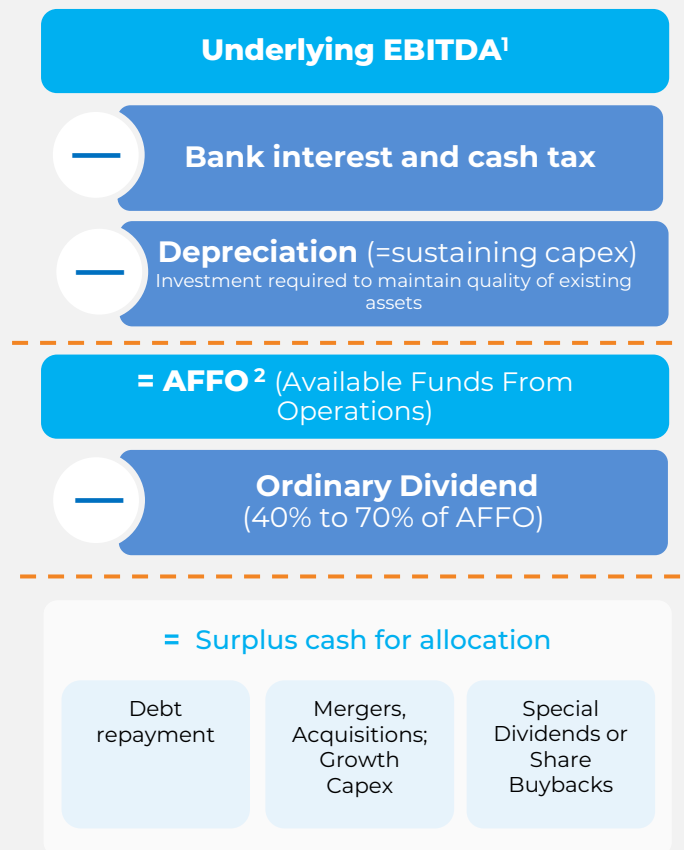 Underlying EBITDA¹
Bank interest and cash tax
Depreciation (=sustaining capex)
Investment required to maintain quality of existing
assets
= AFFO ² (Available Funds From
Operations)
Ordinary Dividend
(40% to 70% of AFFO)
= Surplus cash for allocation
Debt
repayment
Mergers,
Acquisitions;
Growth
Capex
Special
Dividends or
Share
Buybacks